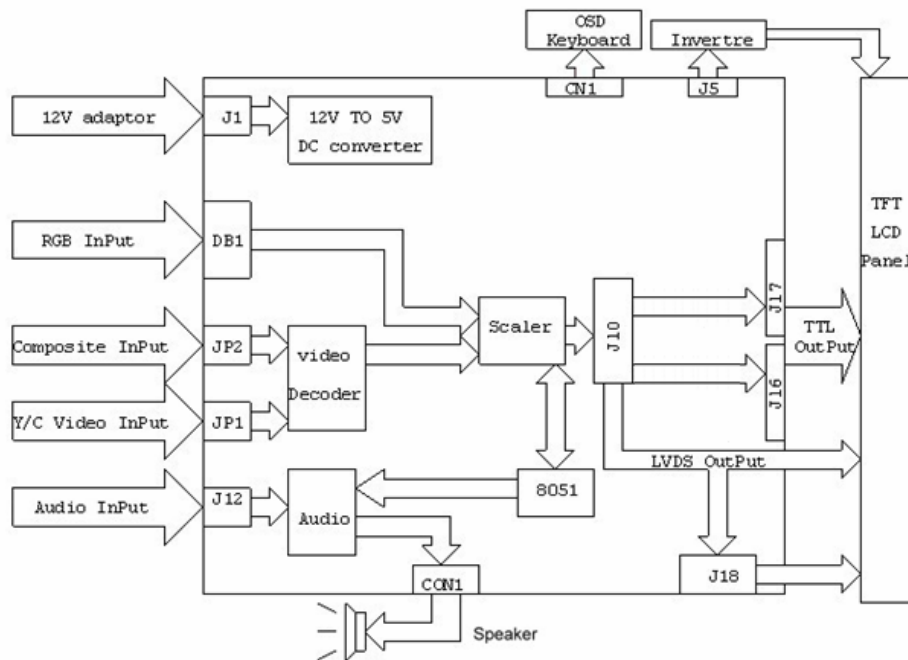 OSD
Keyboard
Invertre
CN1
J5
12V adaptor
J1
12V TO 5V
DC converter
TFT
LCD
Panel
RGB InPut
DB1
J17
Scaler
J10
TTL
OutPut
Composite InPut
JP2
video
Decoder
J16
Y/C Video InPut
JP1
LVDS OutPut
8051
Audio InPut
J12
Audio
CON1
J18
Speaker